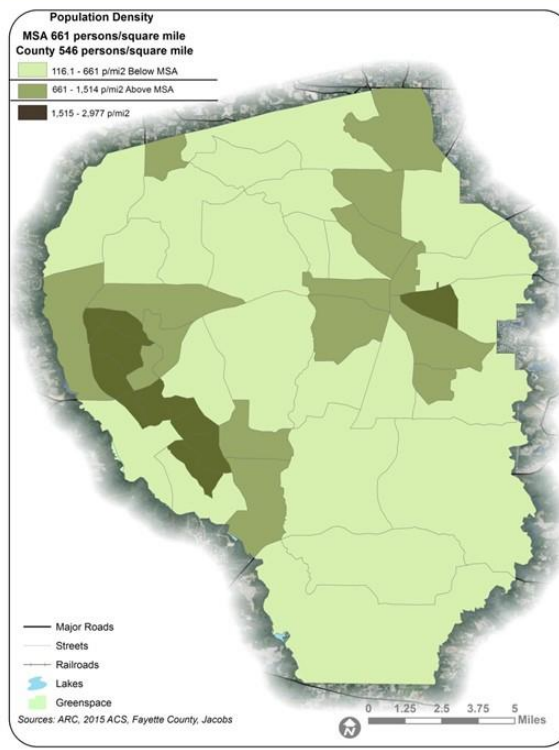 Population Density
MSA 661 persons/square mile
County 546 persons/square mile
116.1 - 661 p/mi2 Below MSA
661 - 1,514 p/mi2 Above MSA
1,515 - 2,977 p/mi2
Major Roads
Streets
Railroads
Lakes
Greenspace
Sources: ARC, 2015 ACS, Fayette County, Jacobs
0 1.25 2.5 3.75 5
Miles
N